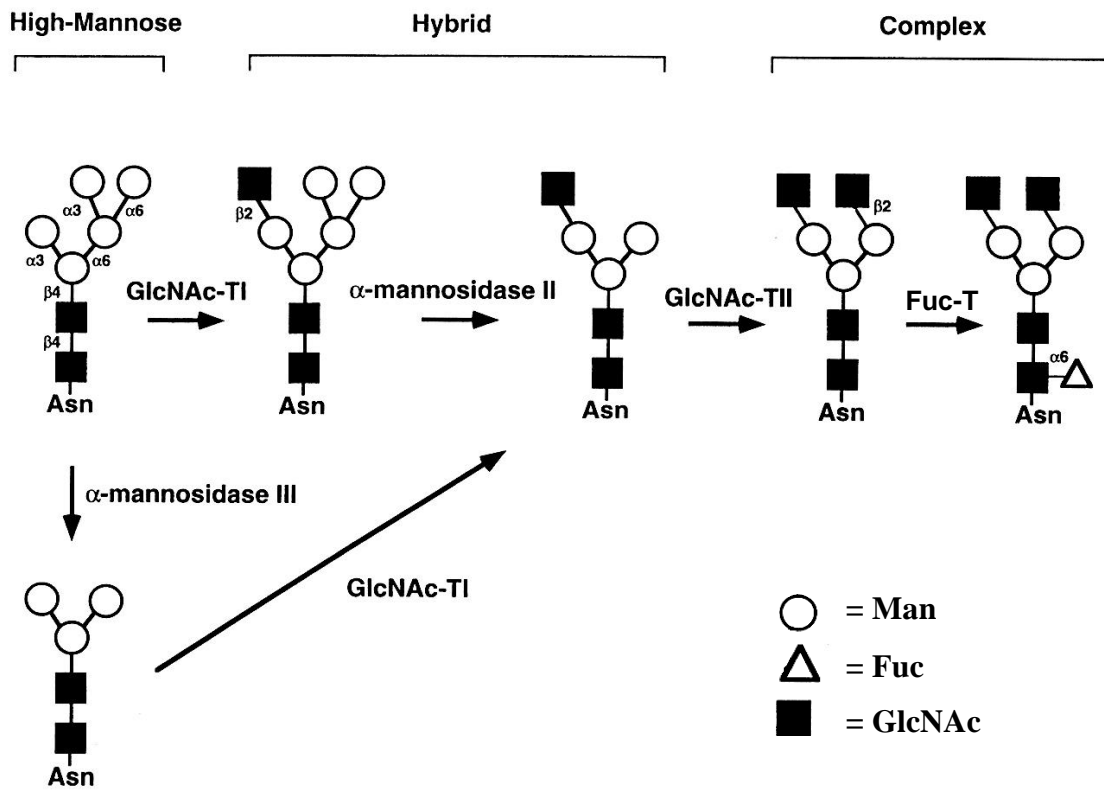 High-Mannose
Hybrid
Complex
α3
α6
α3
α6
β4
β4
Asn
GlcNAc-TI
β2
Asn
α-mannosidase II
Asn
GlcNAc-TII
β2
Asn
Fuc-T
α6
Asn
α-mannosidase III
GlcNAc-TI
Asn
= Man
= Fuc
= GlcNAc